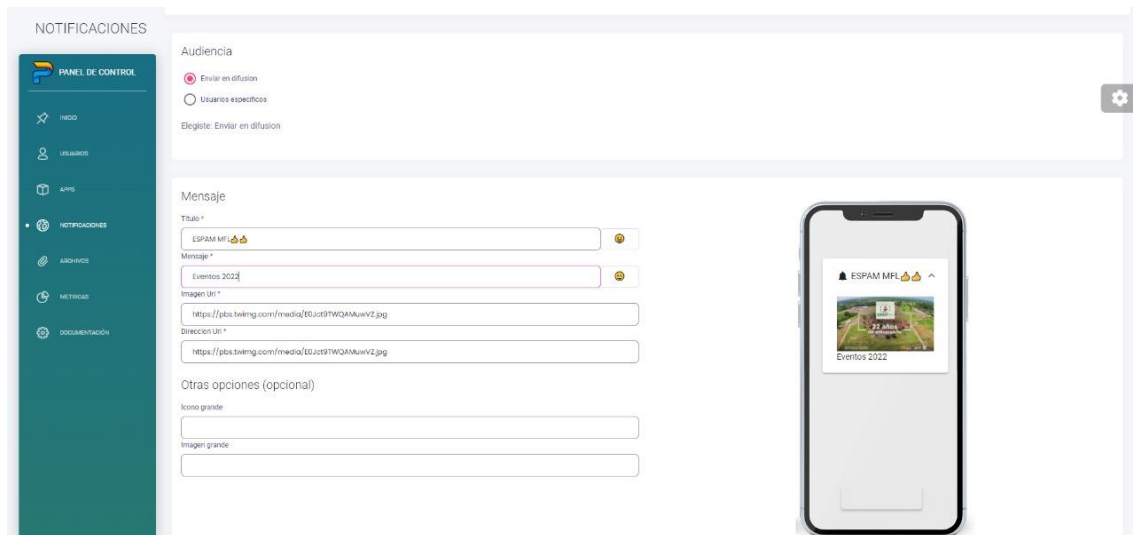 NOTIFICACIONES
PANEL DE CONTROL
INICIO
USUARIOS
APPS
NOTIFICACIONES
ARCHIVOS
METRICAS
DOCUMENTACIÓN
Audiencia
Enviar en difusion
Usuarios especificos
Elegiste: Enviar en difusion
Mensaje
Titulo *
ESPAM MFL👍👍
Mensaje *
Eventos 2022
Imagen Url *
https://pbs.twimg.com/media/E0Jct9TWQAMuwVZ.jpg
Direccion Url *
https://pbs.twimg.com/media/E0Jct9TWQAMuwVZ.jpg
Otras opciones (opcional)
Icono grande
Imagen grande
ESPAM MFL👍👍
22 años
Eventos 2022